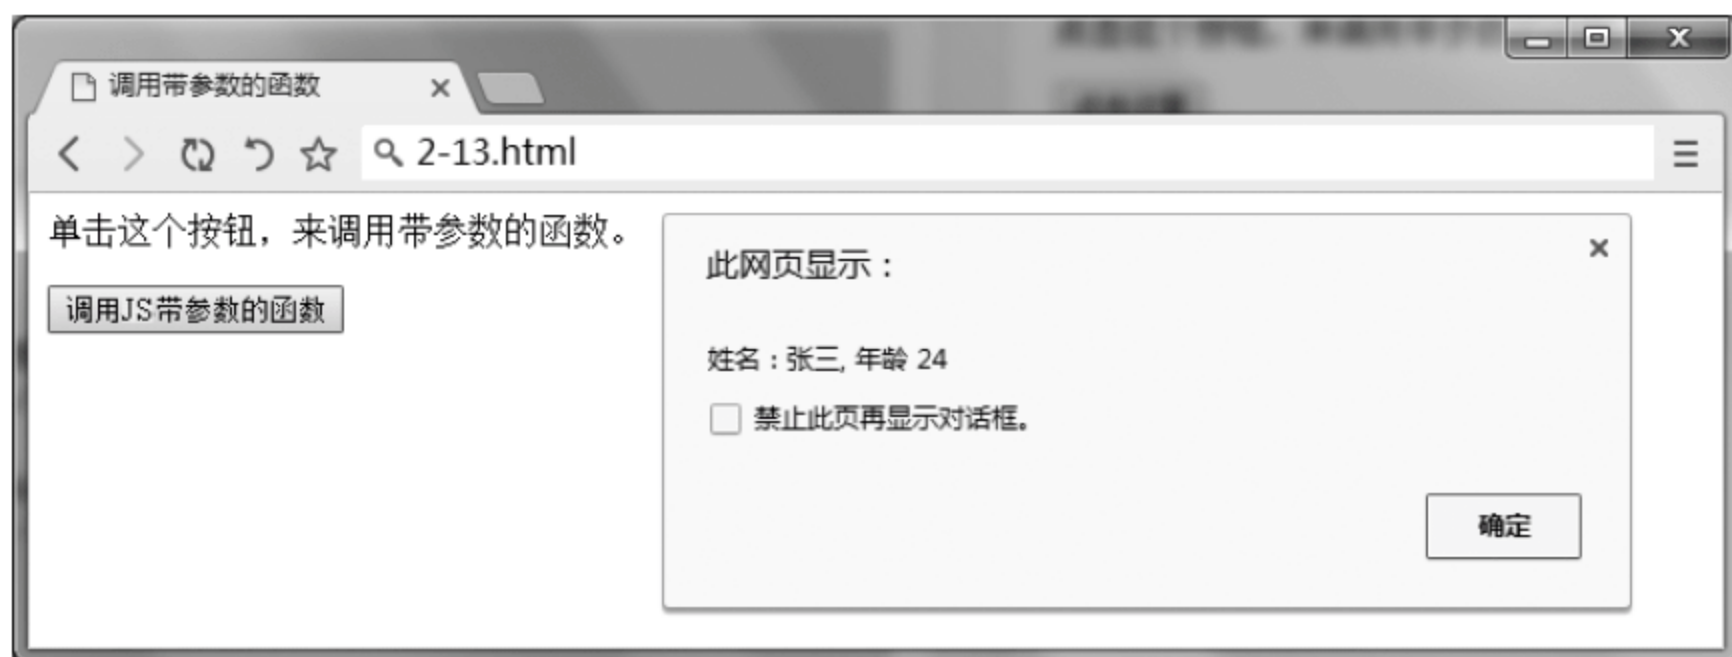 调用带参数的函数
2-13.html
单击这个按钮，来调用带参数的函数。
调用JS带参数的函数
此网页显示：
姓名：张三, 年龄 24
禁止此页再显示对话框。
确定